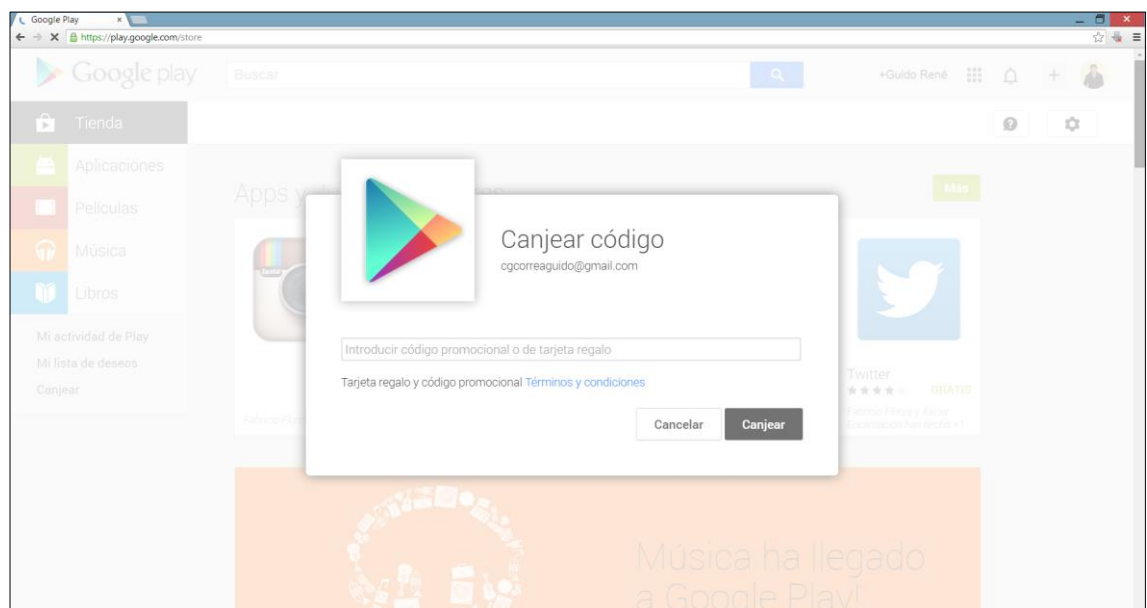 Google Play
https://play.google.com/store
Google play
Buscar
+Guido René
Tienda
Aplicaciones
Películas
Música
Libros
Mi actividad de Play
Mi lista de deseos
Canjear
Apps y
Más
Canjear código
cgcorreaguido@gmail.com
Introducir código promocional o de tarjeta regalo
Tarjeta regalo y código promocional Términos y condiciones
Cancelar
Canjear
Twitter
GRATIS
Música ha llegado
a Google Play!